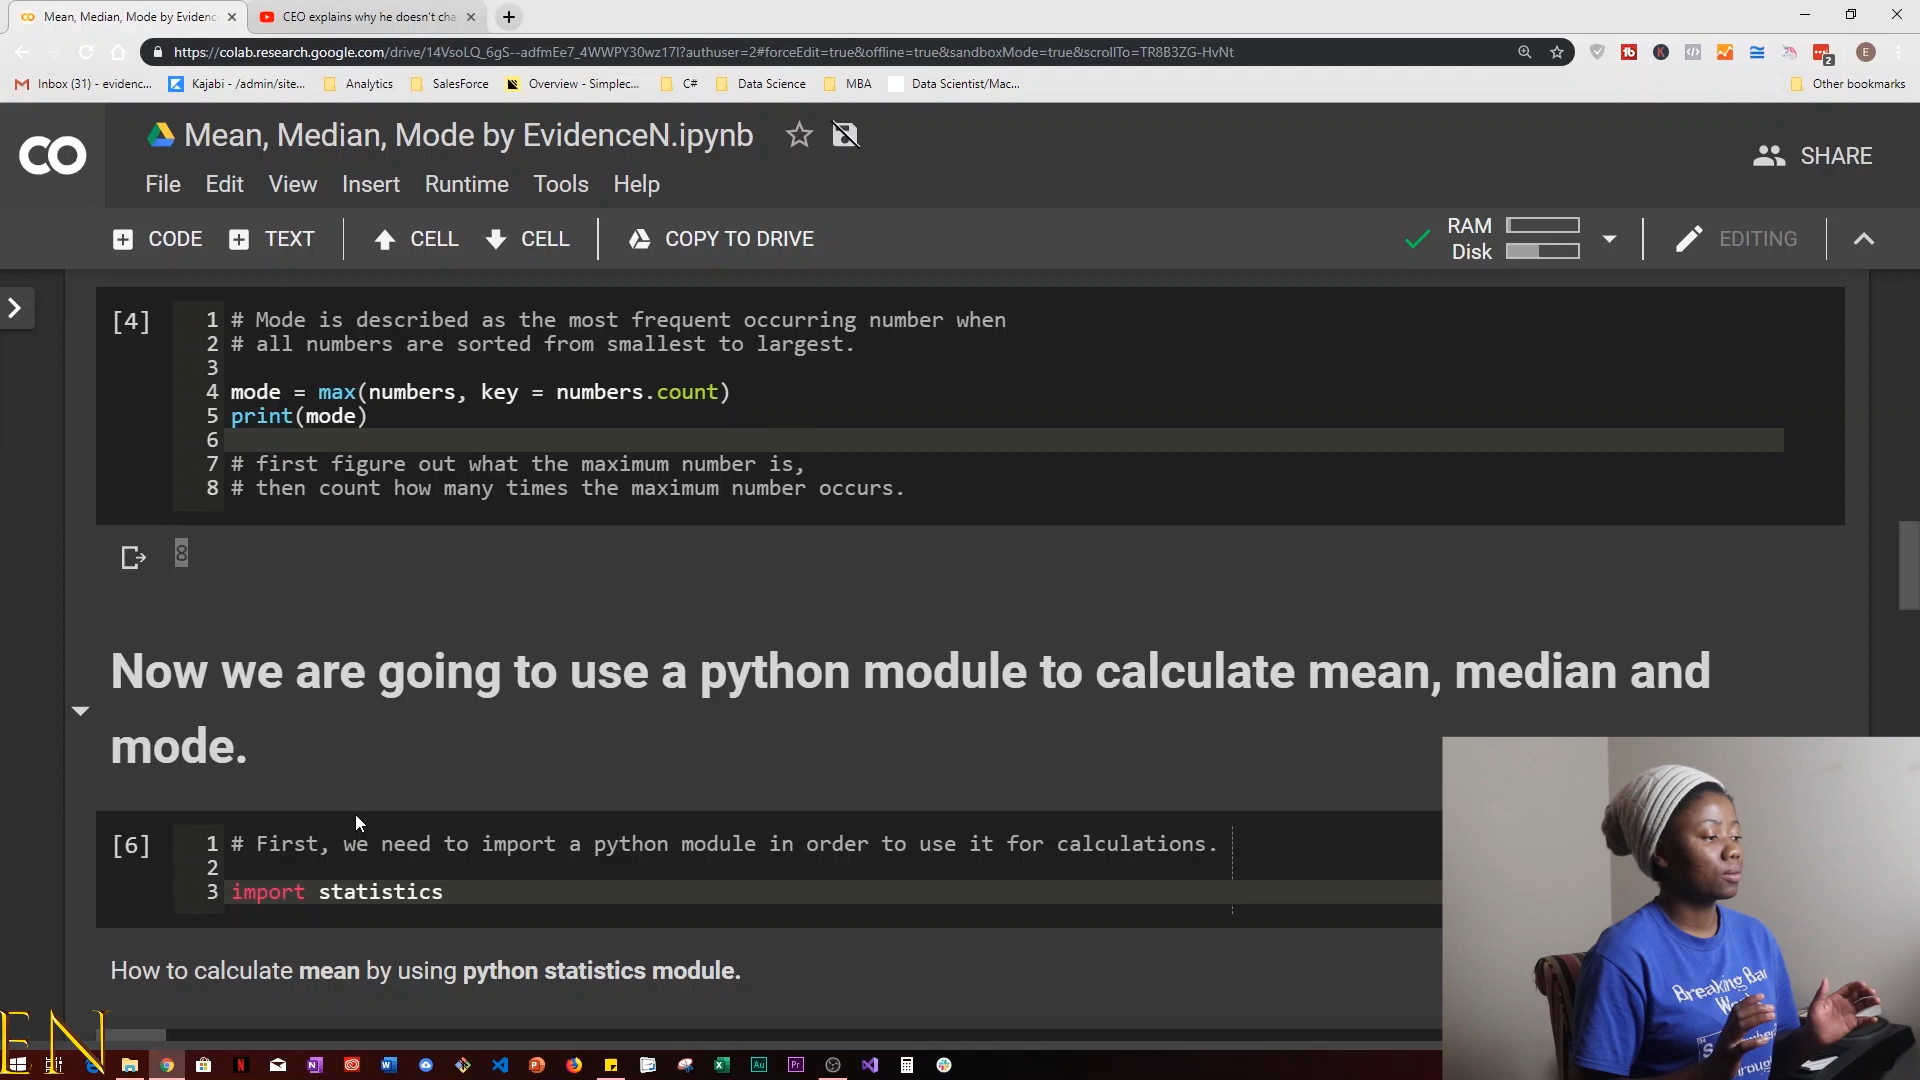 Mean, Median, Mode by Evidenc
CEO explains why he doesn't cha
https://colab.research.google.com/drive/14VsoLQ_6gS--adfmEe7_4WWPY30wz17I?authuser=2#forceEdit=true&offline=true&sandboxMode=true&scrollTo=TR8B3ZG-HvNt
Inbox (31) - evidenc...
Kajabi - /admin/site...
Analytics
SalesForce
Overview - Simplec...
C#
Data Science
MBA
Data Scientist/Mac...
Other bookmarks
CO
Mean, Median, Mode by EvidenceN.ipynb
SHARE
File Edit View Insert Runtime Tools Help
CODE TEXT CELL CELL COPY TO DRIVE
RAM
Disk
EDITING
[4]
1 # Mode is described as the most frequent occurring number when
2 # all numbers are sorted from smallest to largest.
3
4 mode = max(numbers, key = numbers.count)
5 print(mode)
6
7 # first figure out what the maximum number is,
8 # then count how many times the maximum number occurs.
8
Now we are going to use a python module to calculate mean, median and
mode.
[6]
1 # First, we need to import a python module in order to use it for calculations.
2
3 import statistics
How to calculate mean by using python statistics module.
EN
Breaking Bar